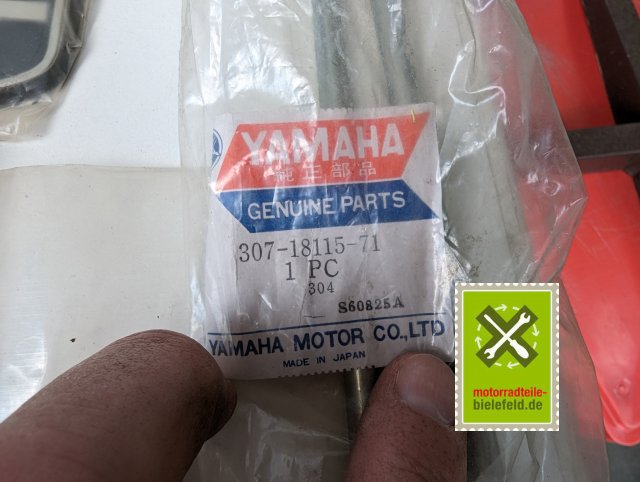 YAMAHA
純正部品
GENUINE PARTS
307-18115-71
1 PC
304
S60825A
YAMAHA MOTOR CO.,LTD
MADE IN JAPAN
motorradteile-
bielefeld.de